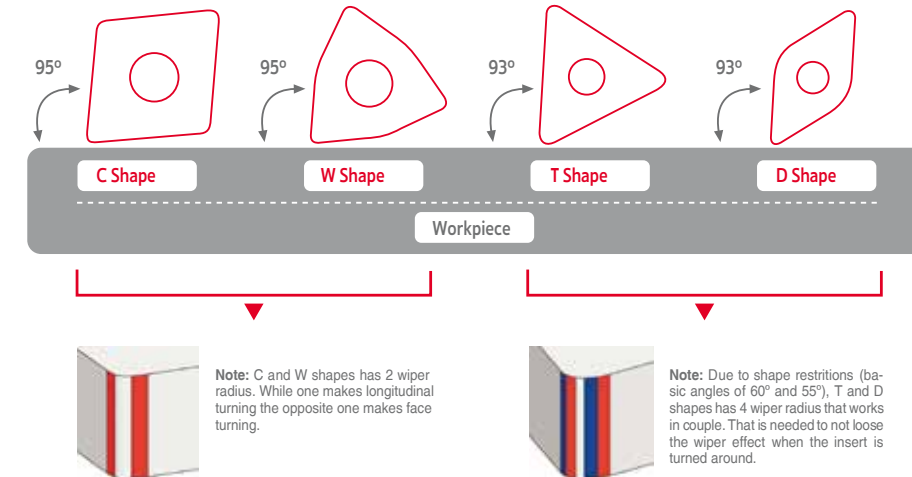 95º
95º
93º
93º
C Shape
W Shape
T Shape
D Shape
Workpiece
Note: C and W shapes has 2 wiper
radius. While one makes longitudinal
turning the opposite one makes face
turning.
Note: Due to shape restritions (ba-
sic angles of 60º and 55º), T and D
shapes has 4 wiper radius that works
in couple. That is needed to not loose
the wiper effect when the insert is
turned around.